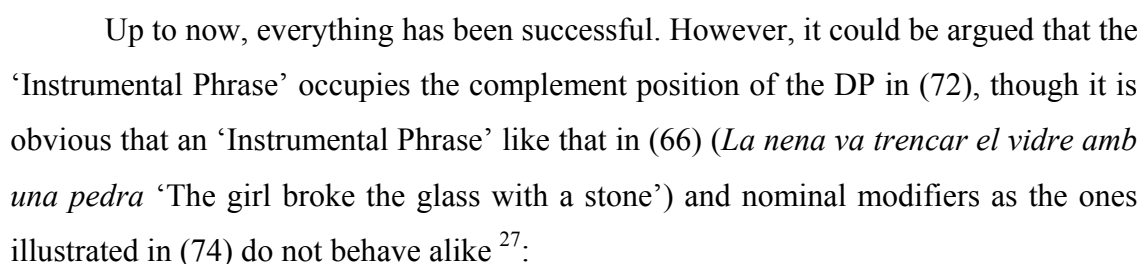 Up to now, everything has been successful. However, it could be argued that the
‘Instrumental Phrase’ occupies the complement position of the DP in (72), though it is
obvious that an ‘Instrumental Phrase’ like that in (66) (La nena va trencar el vidre amb
una pedra ‘The girl broke the glass with a stone’) and nominal modifiers as the ones
illustrated in (74) do not behave alike 27: